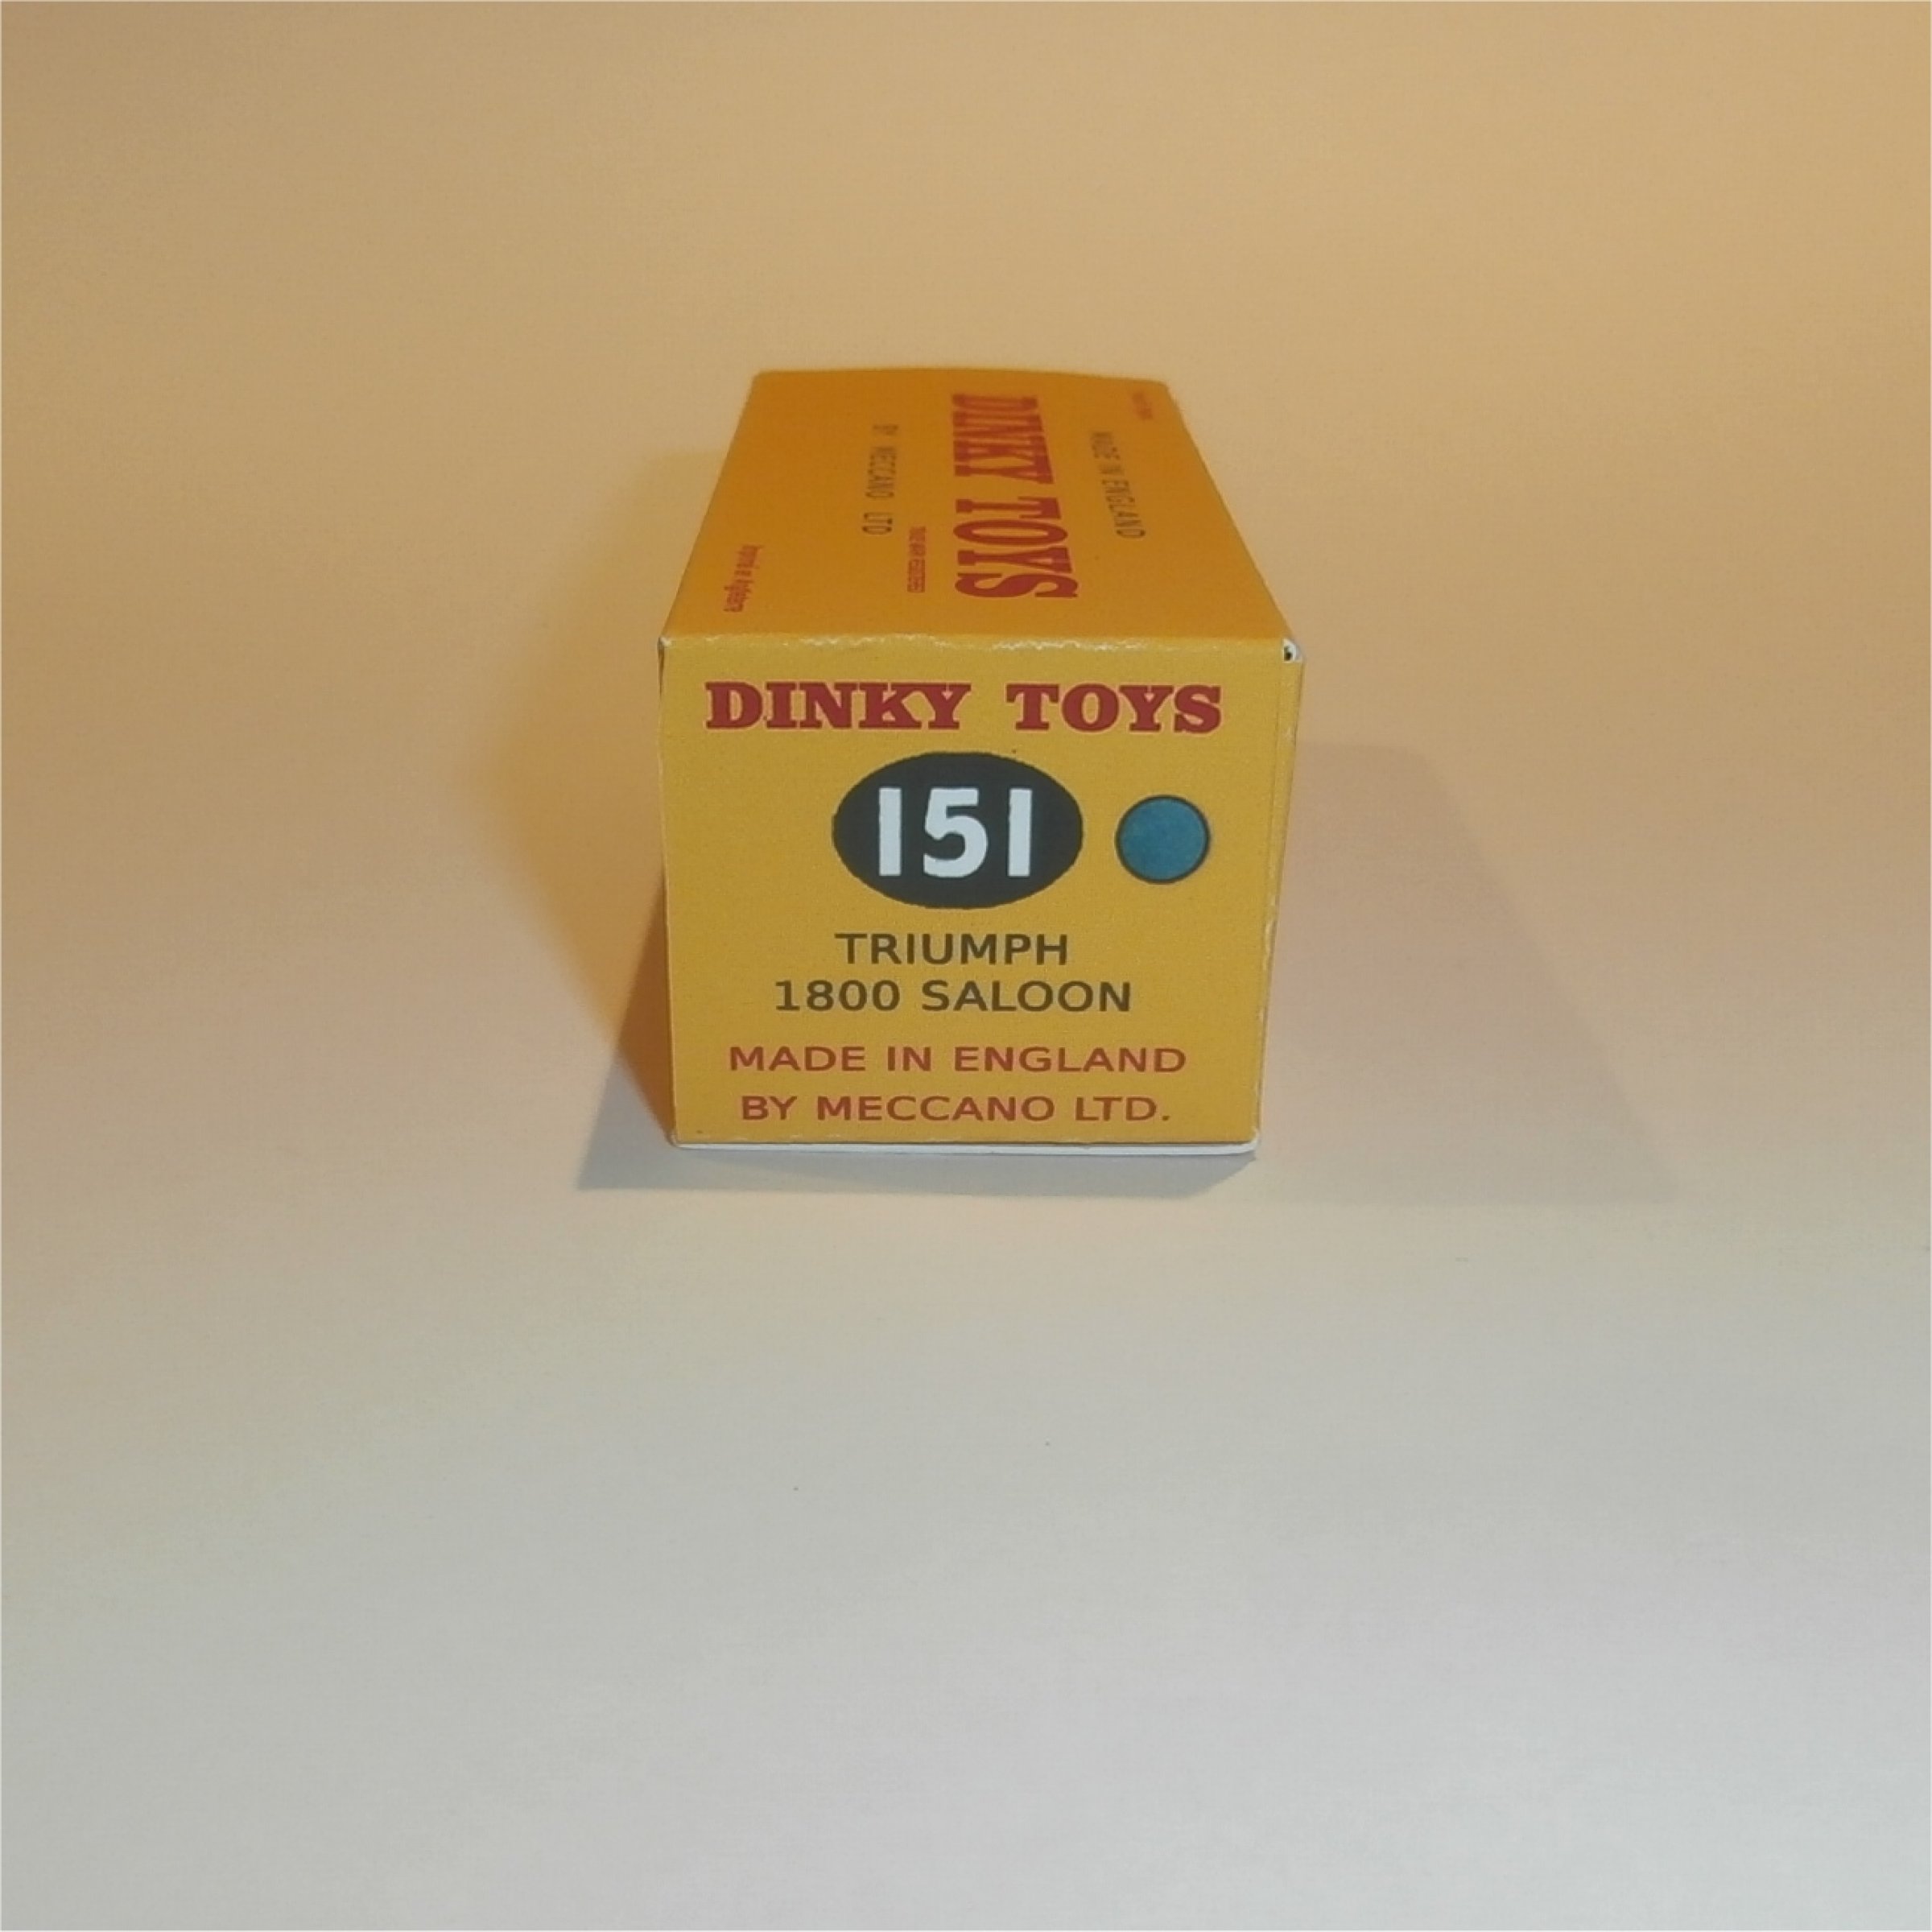 MADE IN ENGLAND
DINKY TOYS
BY MECCANO LTD
DINKY TOYS
151
TRIUMPH
1800 SALOON
MADE IN ENGLAND
BY MECCANO LTD.